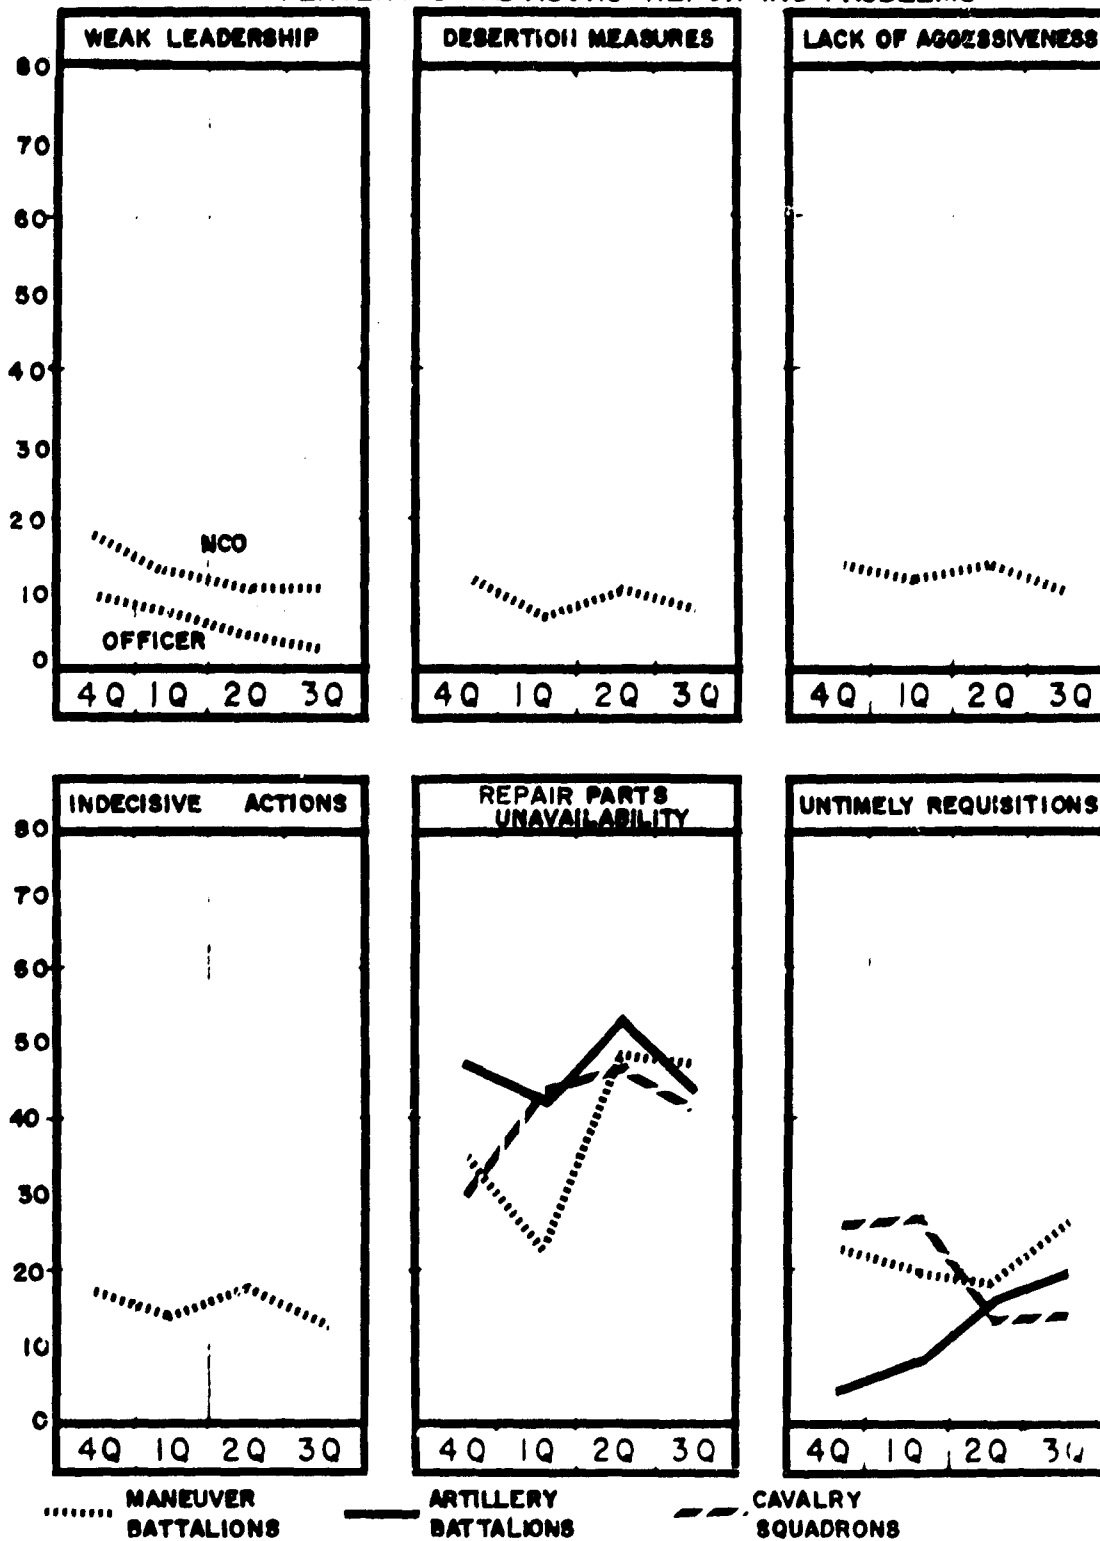 WEAK LEADERSHIP
DESERTION MEASURES
LACK OF AGGRESSIVENESS
80
70
60
50
40
30
20
10
0
NCO
OFFICER
4Q 1Q 2Q 3Q
4Q 1Q 2Q 3Q
4Q 1Q 2Q 3Q
INDECISIVE ACTIONS
REPAIR PARTS
UNAVAILABILITY
UNTIMELY REQUISITIONS
80
70
60
50
40
30
20
10
0
4Q 1Q 2Q 3Q
4Q 1Q 2Q 3Q
4Q 1Q 2Q 3Q
MANEUVER
BATTALIONS
ARTILLERY
BATTALIONS
CAVALRY
SQUADRONS